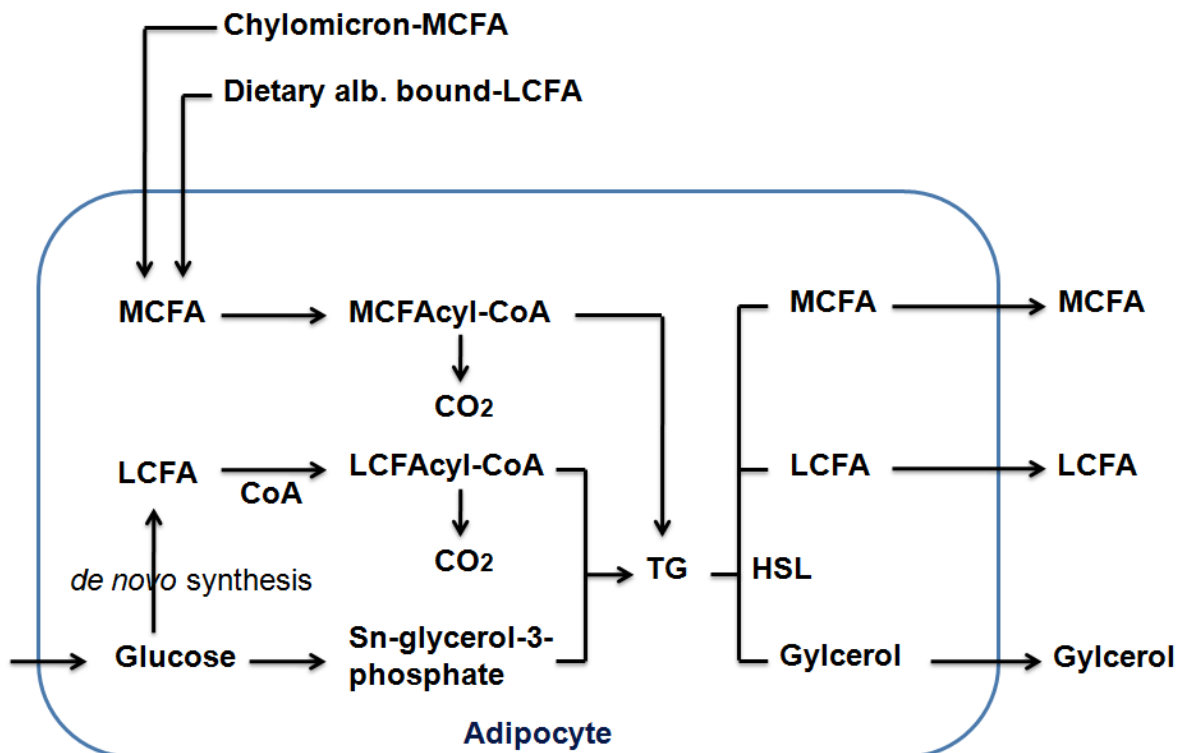 Chylomicron-MCFA
Dietary alb. bound-LCFA
MCFA
MCFAcyl-CoA
MCFA
MCFA
CO2
LCFA
CoA
LCFAcyl-CoA
LCFA
LCFA
CO2
TG
HSL
de novo synthesis
Glucose
Sn-glycerol-3-
phosphate
Gylcerol
Gylcerol
Adipocyte